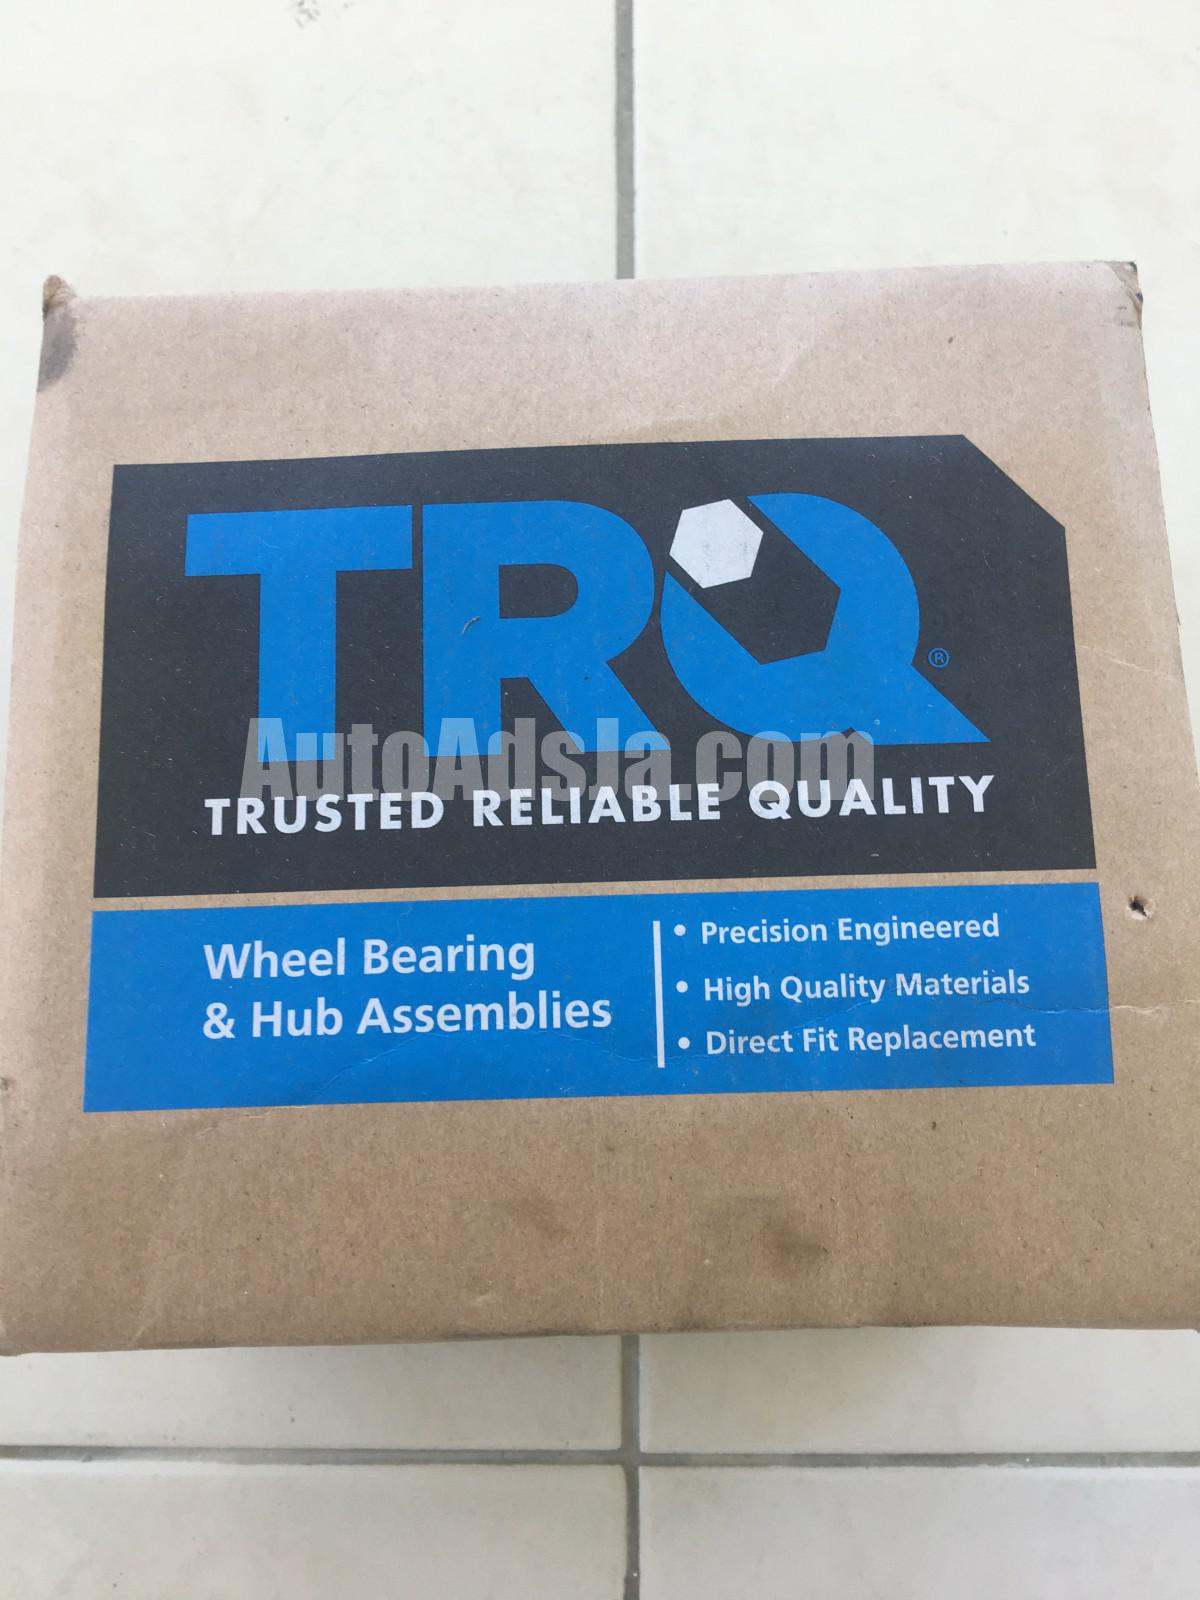 TRQ®
AutoAdsJa.com
TRUSTED RELIABLE QUALITY
Wheel Bearing
& Hub Assemblies
• Precision Engineered
• High Quality Materials
• Direct Fit Replacement